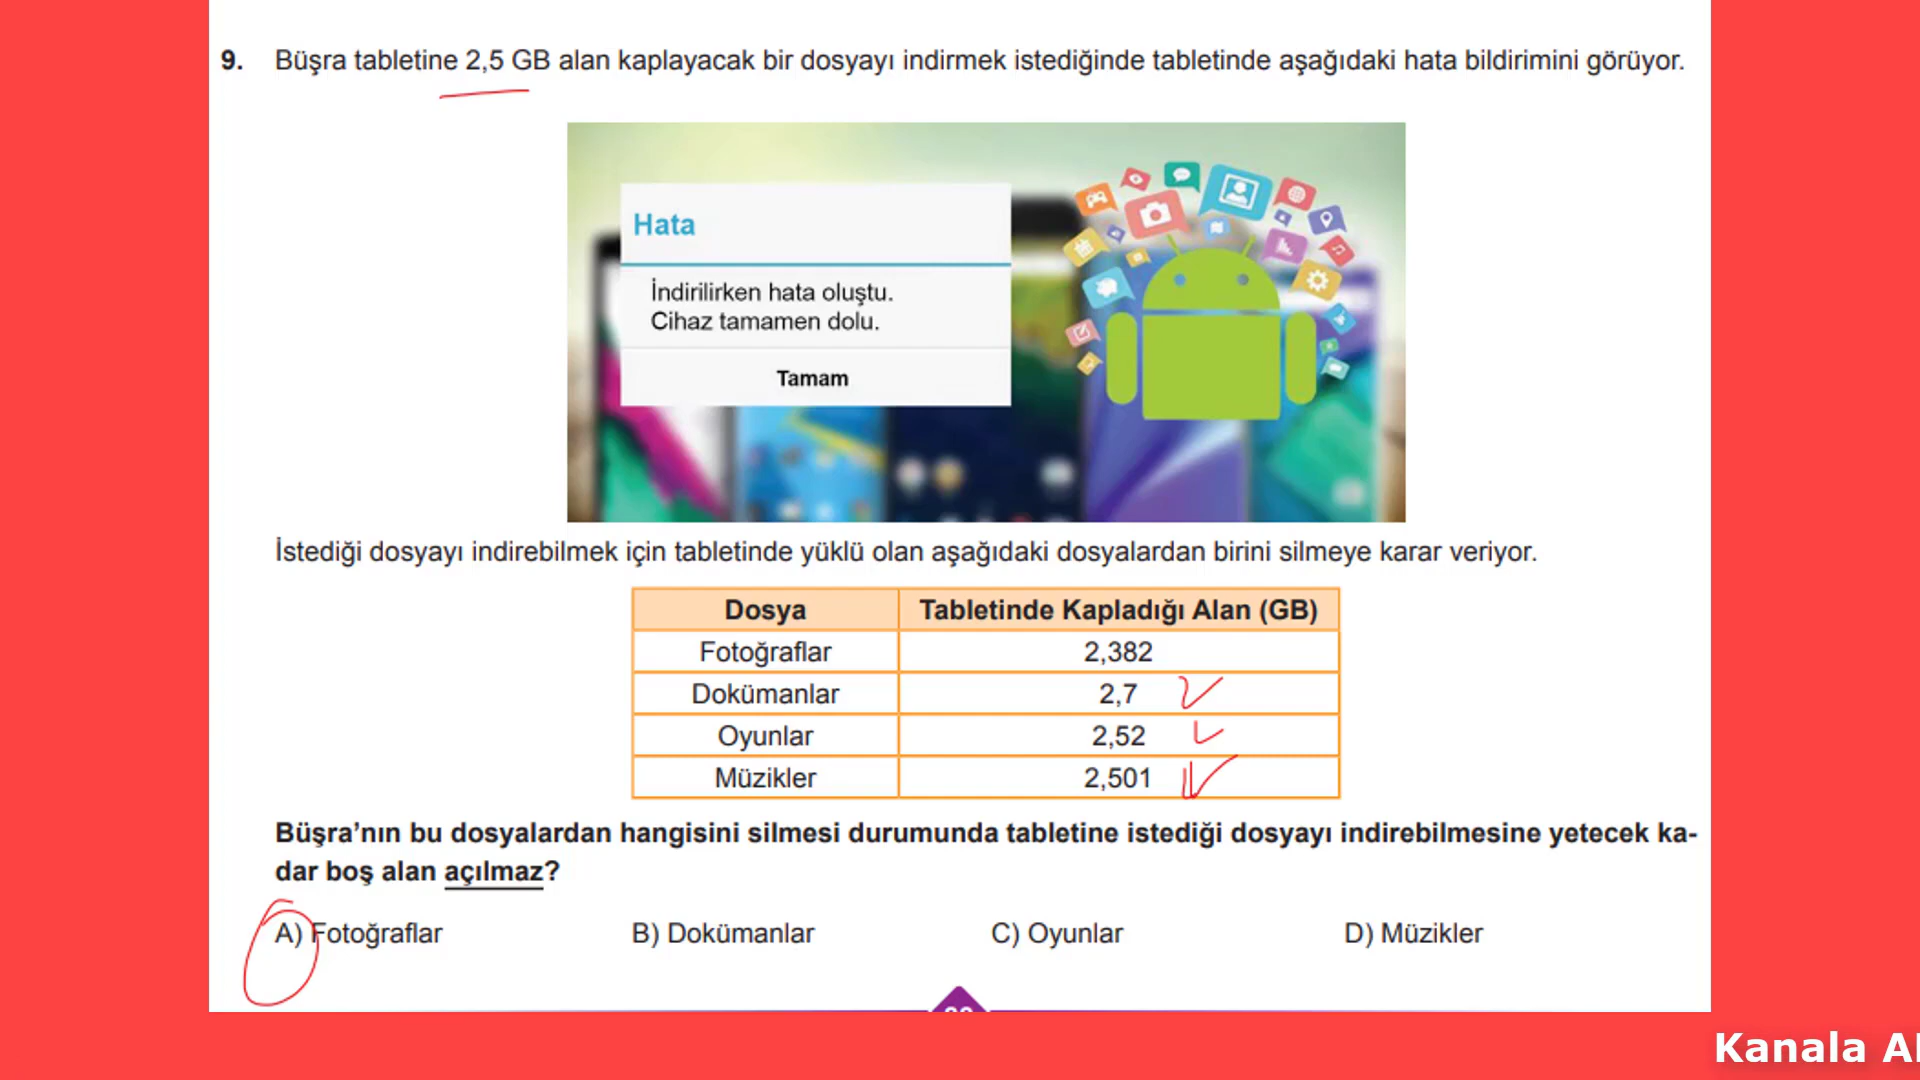 9. Büşra tabletine 2,5 GB alan kaplayacak bir dosyayı indirmek istediğinde tabletinde aşağıdaki hata bildirimini görüyor.
Hata
İndirilirken hata oluştu.
Cihaz tamamen dolu.
Tamam
İstediği dosyayı indirebilmek için tabletinde yüklü olan aşağıdaki dosyalardan birini silmeye karar veriyor.
Dosya Tabletinde Kapladığı Alan (GB)
Fotoğraflar 2,382
Dokümanlar 2,7
Oyunlar 2,52
Müzikler 2,501
Büşra’nın bu dosyalardan hangisini silmesi durumunda tabletine istediği dosyayı indirebilmesine yetecek ka-
dar boş alan açılmaz?
A) Fotoğraflar B) Dokümanlar C) Oyunlar D) Müzikler
Kanala